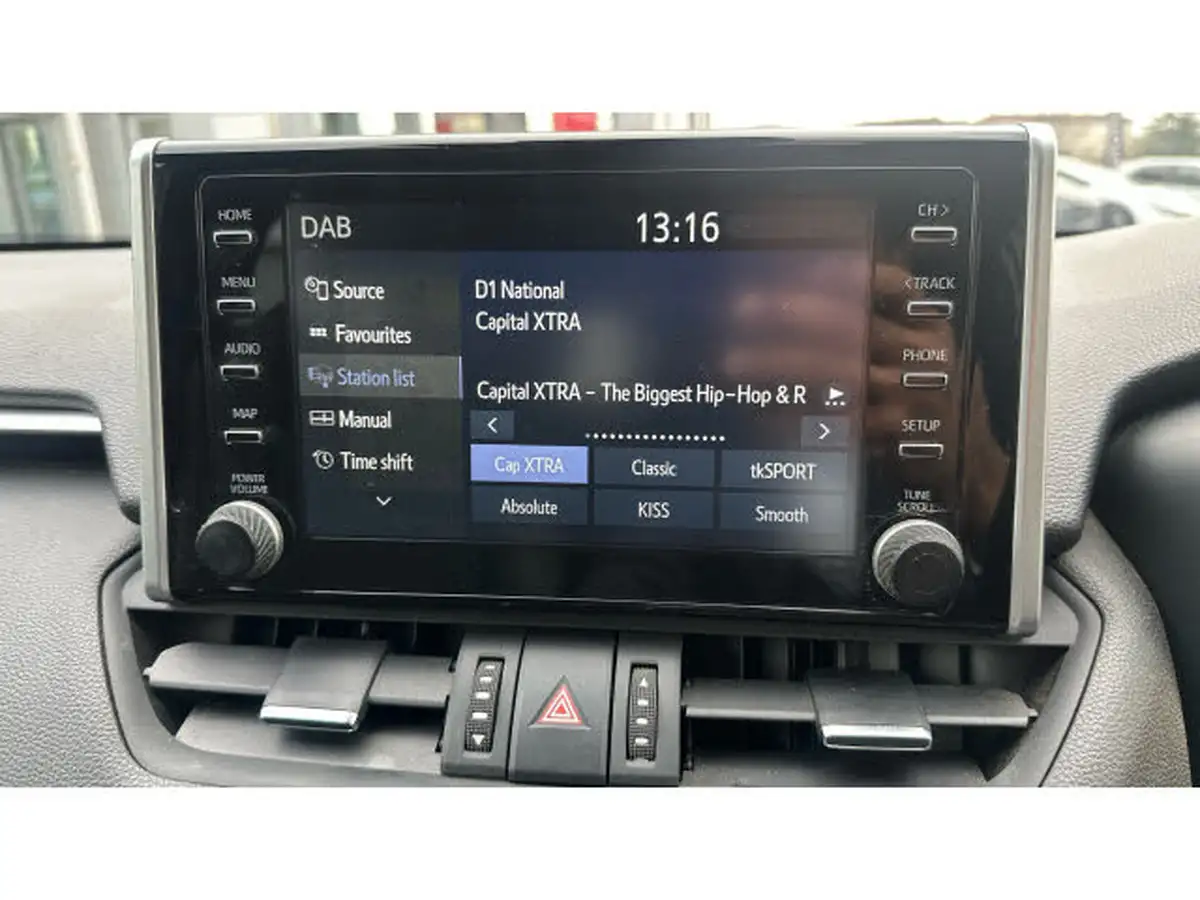 HOME
MENU
AUDIO
MAP
POWER
VOLUME
DAB
13:16
Source
Favourites
Station list
Manual
Time shift
D1 National
Capital XTRA
Capital XTRA - The Biggest Hip-Hop & R
< >
Cap XTRA Classic tkSPORT
Absolute KISS Smooth
CH >
< TRACK
PHONE
SETUP
TUNE
SCROLL